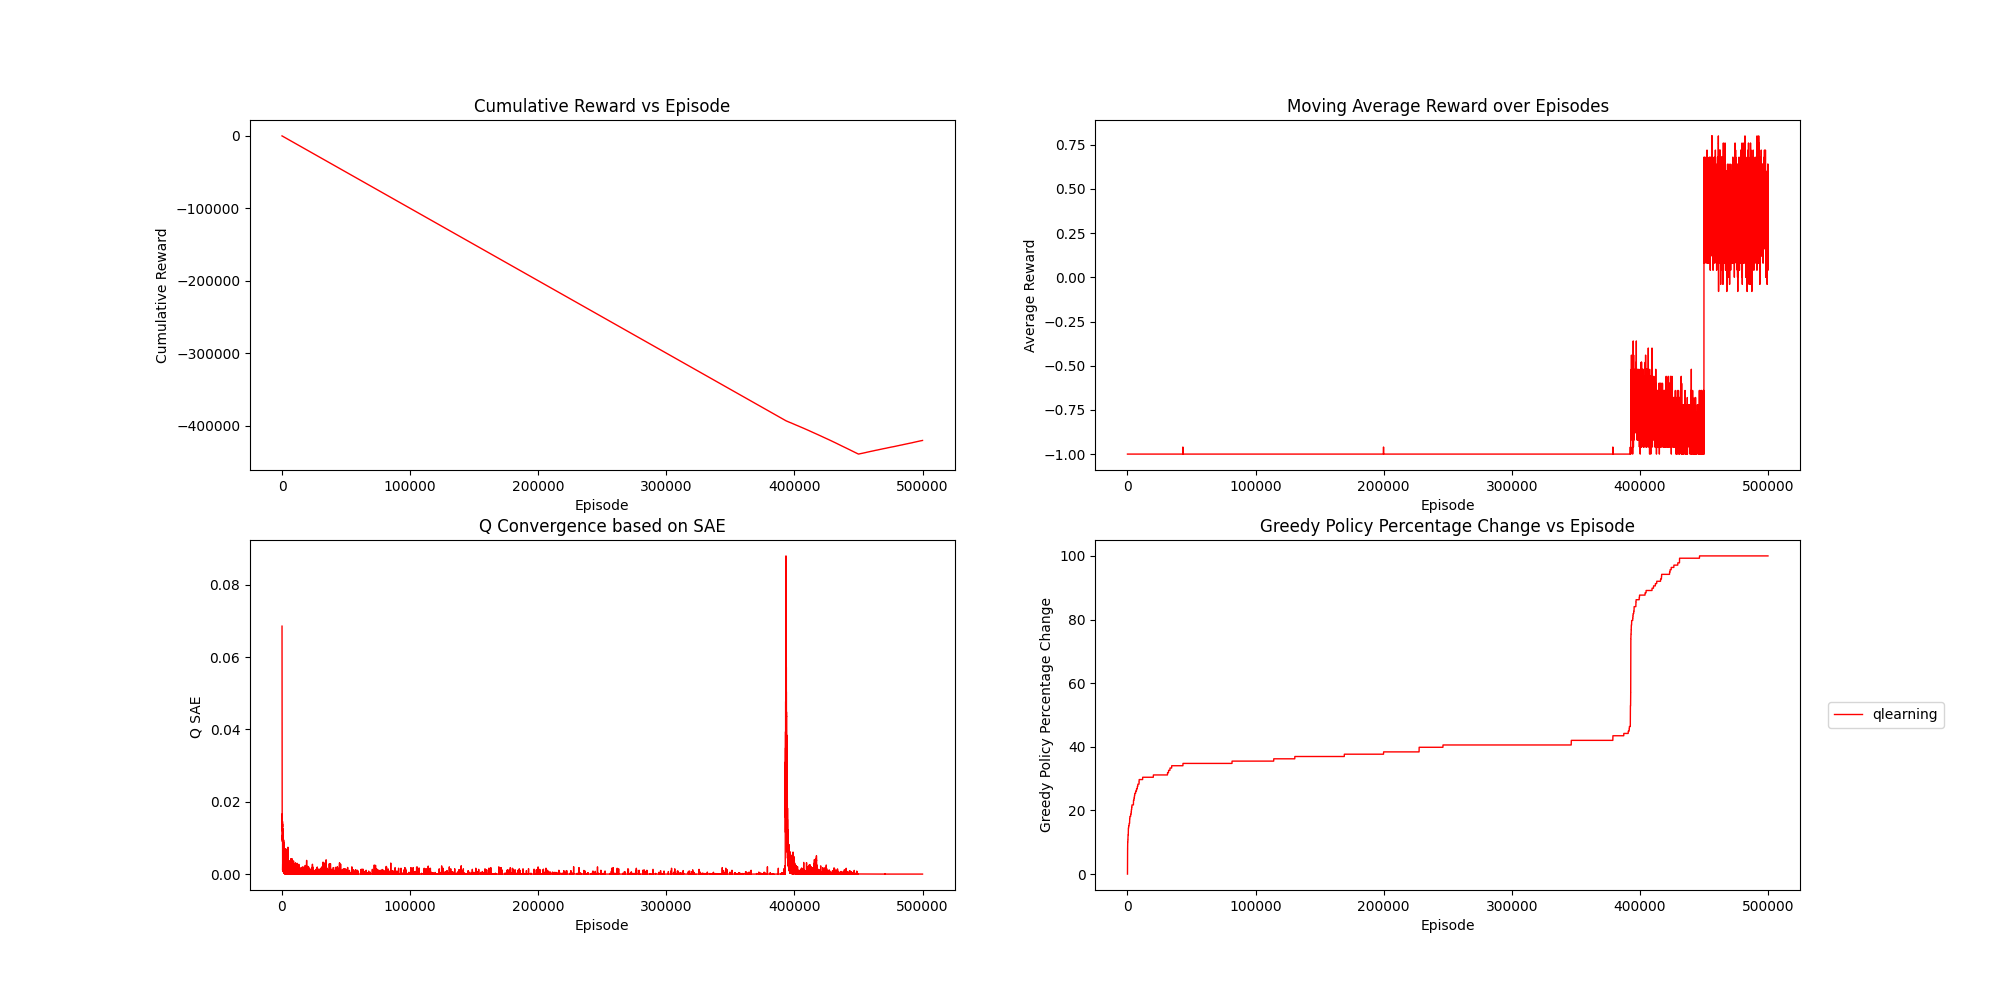 Cumulative Reward vs Episode
0
−100000
−200000
−300000
−400000
Cumulative Reward
0 100000 200000 300000 400000 500000
Episode
Moving Average Reward over Episodes
0.75
0.50
0.25
0.00
−0.25
−0.50
−0.75
−1.00
Average Reward
0 100000 200000 300000 400000 500000
Episode
Q Convergence based on SAE
0.08
0.06
0.04
0.02
0.00
Q SAE
0 100000 200000 300000 400000 500000
Episode
Greedy Policy Percentage Change vs Episode
100
80
60
40
20
0
Greedy Policy Percentage Change
0 100000 200000 300000 400000 500000
Episode
qlearning